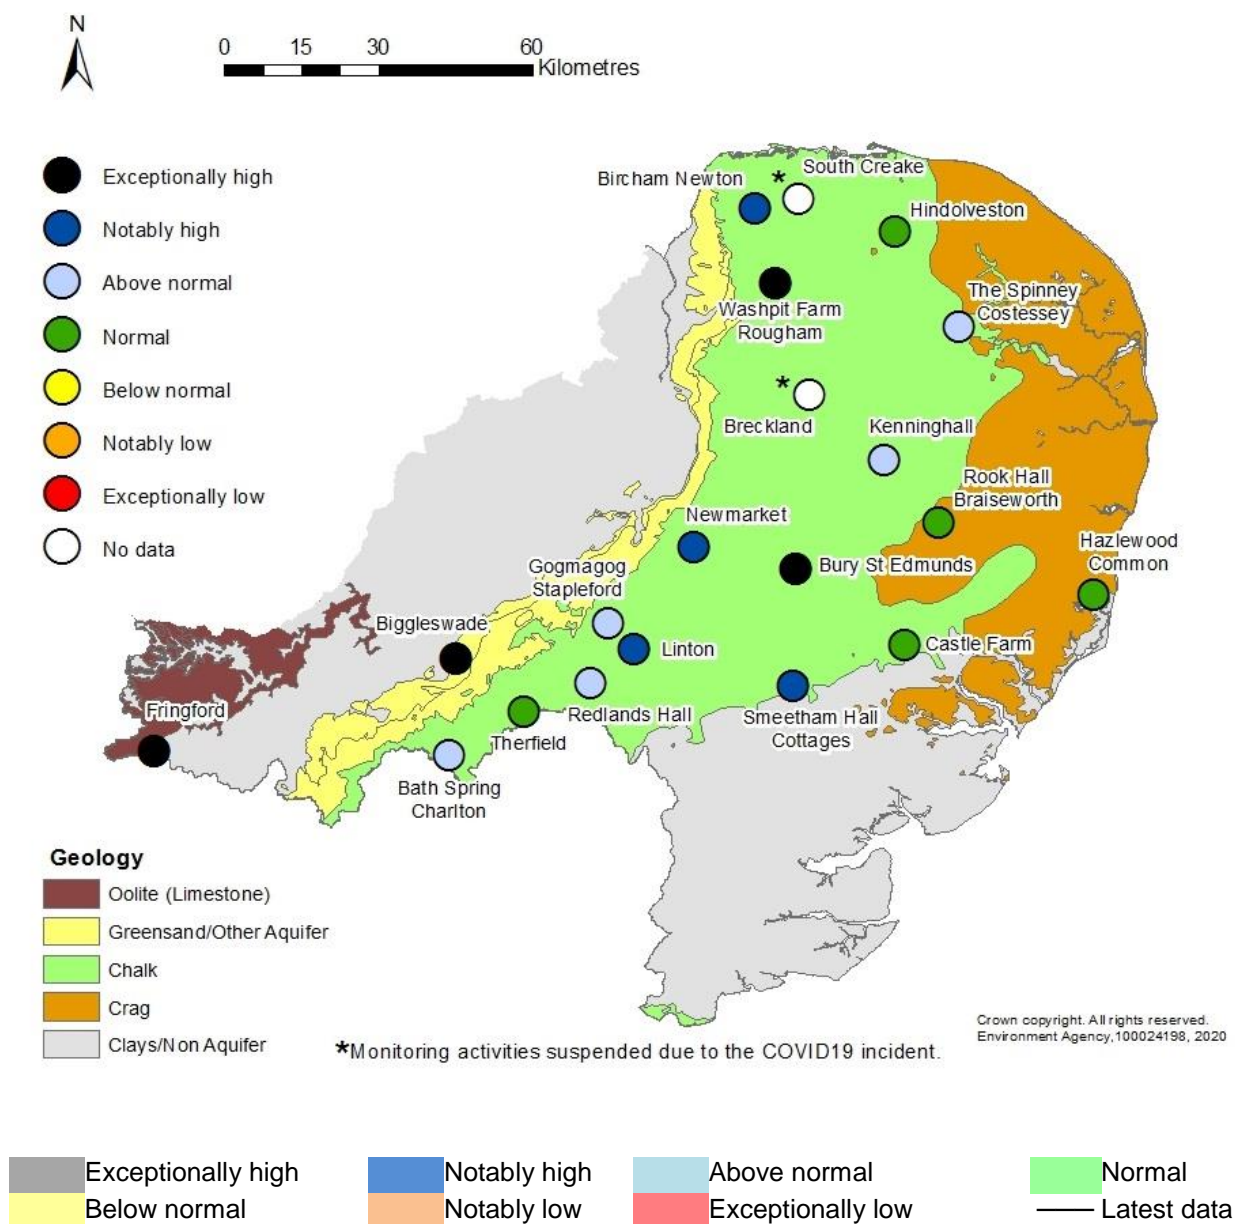 N
0 15 30 60
Kilometres
Exceptionally high
Notably high
Above normal
Normal
Below normal
Notably low
Exceptionally low
No data
Bircham Newton
* South Creake
Hindolveston
Washpit Farm
Rougham
The Spinney
Costessey
*
Breckland
Kenninghall
Rook Hall
Braiseworth
Newmarket
Hazlewood
Common
Gogmagog
Stapleford
Bury St Edmunds
Biggleswade
Linton
Castle Farm
Fringford
Redlands Hall
Smeetham Hall
Cottages
Therfield
Bath Spring
Charlton
Geology
Oolite (Limestone)
Greensand/Other Aquifer
Chalk
Crag
Clays/Non Aquifer
*Monitoring activities suspended due to the COVID19 incident.
Crown copyright. All rights reserved.
Environment Agency,100024198, 2020
Exceptionally high Notably high Above normal Normal
Below normal Notably low Exceptionally low Latest data